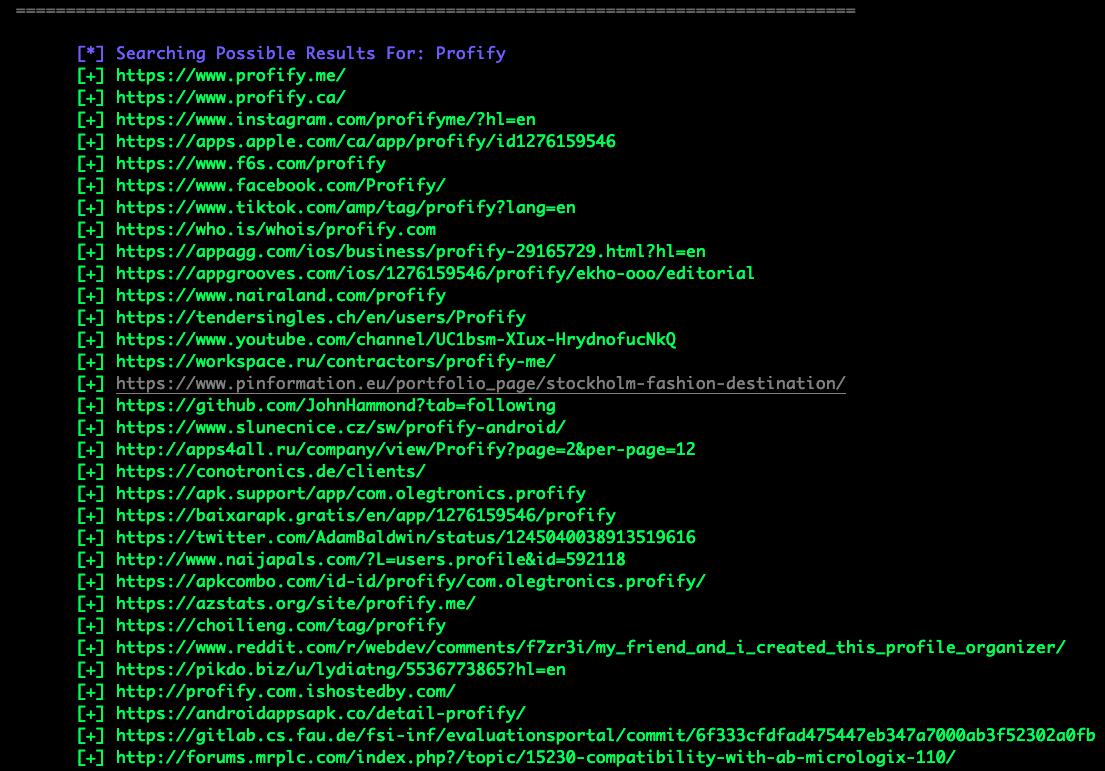 ================================================================================
[*] Searching Possible Results For: Profify
[+] https://www.profify.me/
[+] https://www.profify.ca/
[+] https://www.instagram.com/profifyme/?hl=en
[+] https://apps.apple.com/ca/app/profify/id1276159546
[+] https://www.f6s.com/profify
[+] https://www.facebook.com/Profify/
[+] https://www.tiktok.com/amp/tag/profify?lang=en
[+] https://who.is/whois/profify.com
[+] https://appagg.com/ios/business/profify-29165729.html?hl=en
[+] https://appgrooves.com/ios/1276159546/profify/ekho-ooo/editorial
[+] https://www.nairaland.com/profify
[+] https://tendersingles.ch/en/users/Profify
[+] https://www.youtube.com/channel/UC1bsm-XIux-HrydnofucNkQ
[+] https://workspace.ru/contractors/profify-me/
[+] https://www.pinformation.eu/portfolio_page/stockholm-fashion-destination/
[+] https://github.com/JohnHammond?tab=following
[+] https://www.slunecnice.cz/sw/profify-android/
[+] http://apps4all.ru/company/view/Profify?page=2&per-page=12
[+] https://conotronics.de/clients/
[+] https://apk.support/app/com.olegtronics.profify
[+] https://baixarapk.gratis/en/app/1276159546/profify
[+] https://twitter.com/AdamBaldwin/status/1245040038913519616
[+] http://www.naijapals.com/?L=users.profile&id=592118
[+] https://apkcombo.com/id-id/profify/com.olegtronics.profify/
[+] https://azstats.org/site/profify.me/
[+] https://choilieng.com/tag/profify
[+] https://www.reddit.com/r/webdev/comments/f7zr3i/my_friend_and_i_created_this_profile_organizer/
[+] https://pikdo.biz/u/lydiatng/5536773865?hl=en
[+] http://profify.com.ishostedby.com/
[+] https://androidappsapk.co/detail-profify/
[+] https://gitlab.cs.fau.de/fsi-inf/evaluationsportal/commit/6f333cfdfad475447eb347a7000ab3f52302a0fb
[+] http://forums.mrplc.com/index.php?/topic/15230-compatibility-with-ab-micrologix-110/